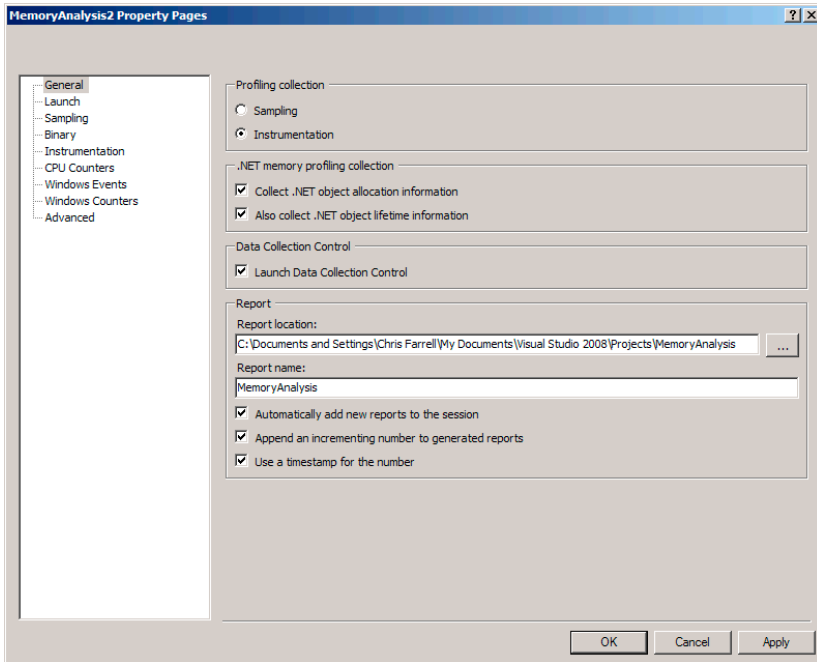 MemoryAnalysis2 Property Pages
General
Launch
Sampling
Binary
Instrumentation
CPU Counters
Windows Events
Windows Counters
Advanced
Profiling collection
Sampling
Instrumentation
.NET memory profiling collection
Collect .NET object allocation information
Also collect .NET object lifetime information
Data Collection Control
Launch Data Collection Control
Report
Report location:
C:\Documents and Settings\Chris Farrell\My Documents\Visual Studio 2008\Projects\MemoryAnalysis
...
Report name:
MemoryAnalysis
Automatically add new reports to the session
Append an incrementing number to generated reports
Use a timestamp for the number
OK Cancel Apply